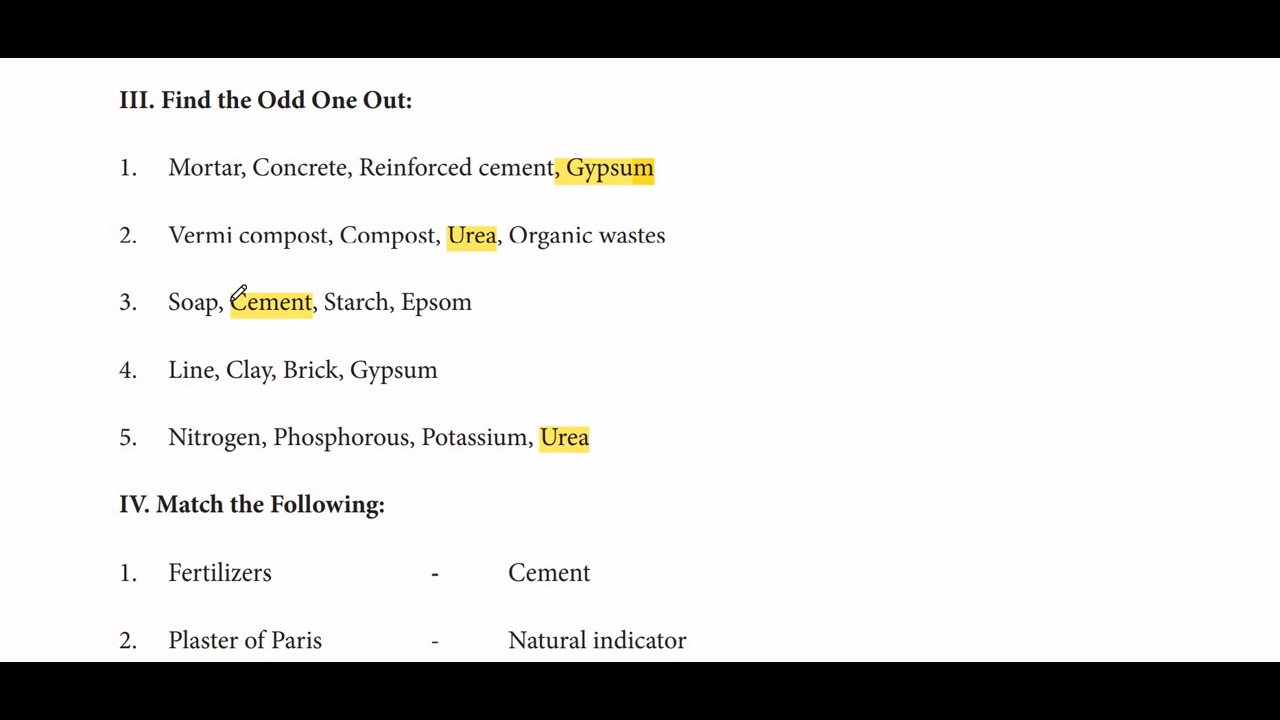 III. Find the Odd One Out:
1. Mortar, Concrete, Reinforced cement, Gypsum
2. Vermi compost, Compost, Urea, Organic wastes
3. Soap, Cement, Starch, Epsom
4. Line, Clay, Brick, Gypsum
5. Nitrogen, Phosphorous, Potassium, Urea
IV. Match the Following:
1. Fertilizers - Cement
2. Plaster of Paris - Natural indicator